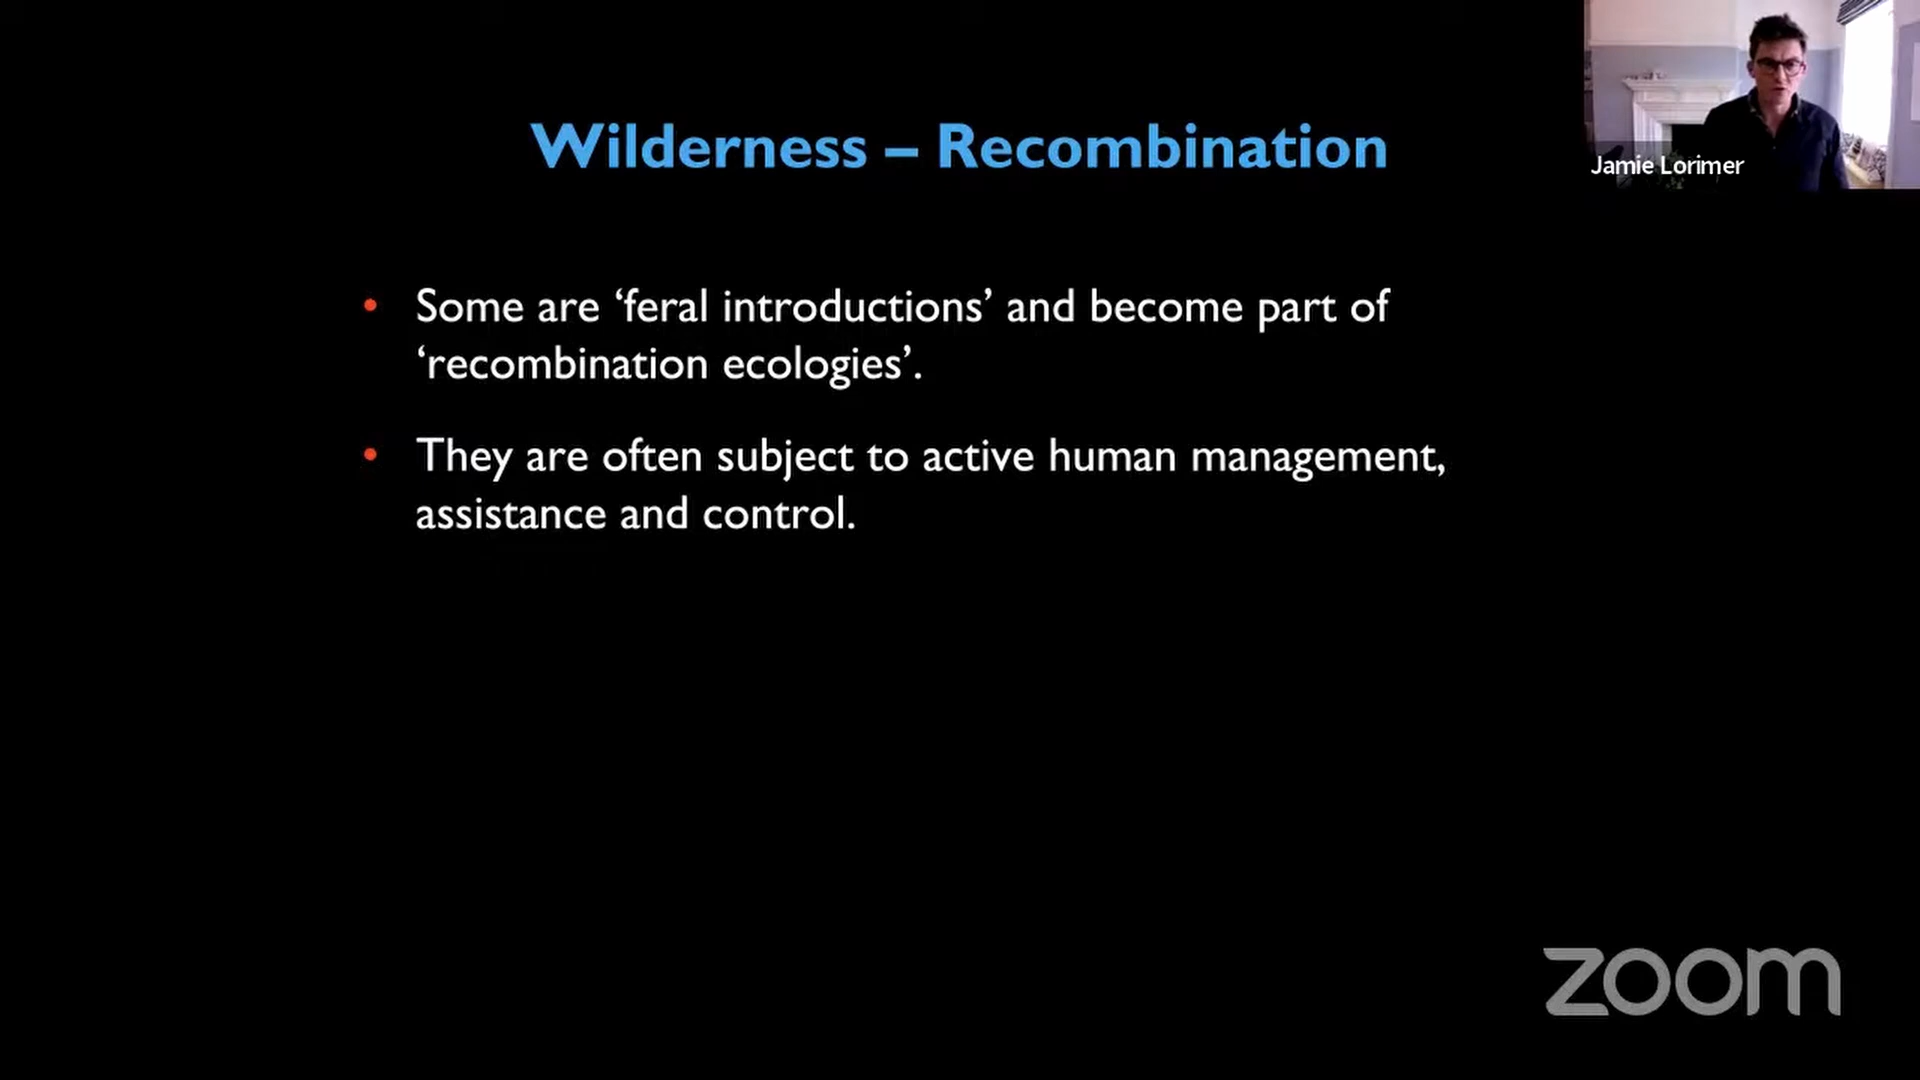 Wilderness – Recombination
Jamie Lorimer
• Some are ‘feral introductions’ and become part of
‘recombination ecologies’.
• They are often subject to active human management,
assistance and control.
zoom